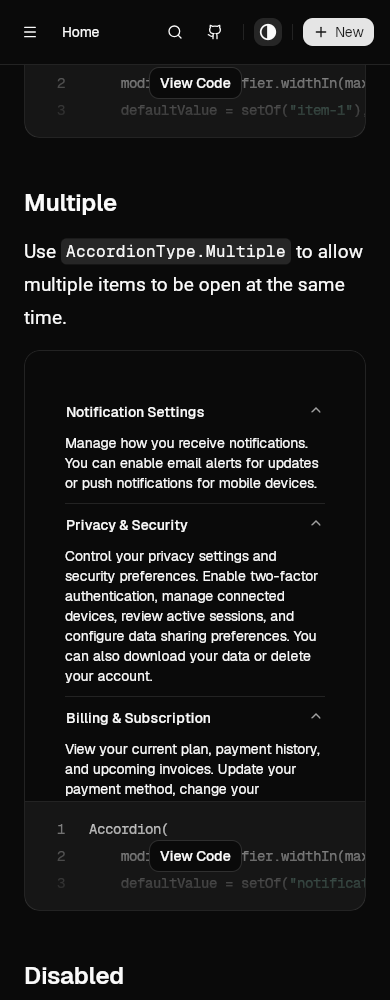 Home
New
2 modi View Code fier.widthIn(max
3 defaultValue = setOf("item-1")
Multiple
Use AccordionType.Multiple to allow
multiple items to be open at the same
time.
Notification Settings
Manage how you receive notifications.
You can enable email alerts for updates
or push notifications for mobile devices.
Privacy & Security
Control your privacy settings and
security preferences. Enable two-factor
authentication, manage connected
devices, review active sessions, and
configure data sharing preferences. You
can also download your data or delete
your account.
Billing & Subscription
View your current plan, payment history,
and upcoming invoices. Update your
payment method, change your
1 Accordion(
2 modi View Code fier.widthIn(max
3 defaultValue = setOf("notificat
Disabled